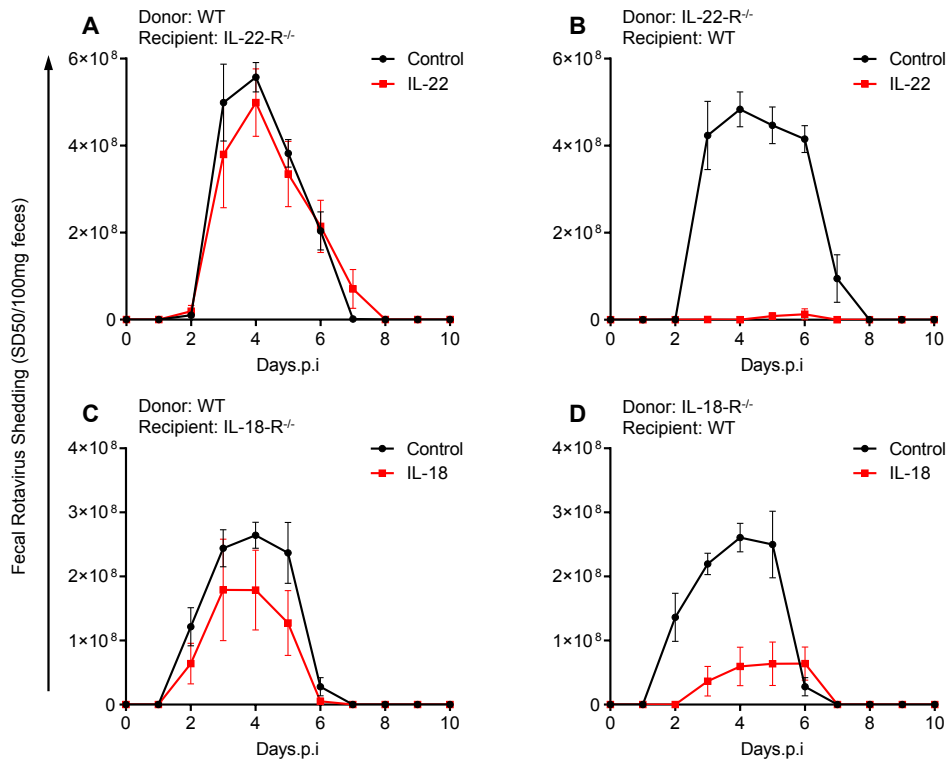 Fecal Rotavirus Shedding (SD50/100mg feces)
A
Donor: WT
Recipient: IL-22-R-/-
Control
IL-22
6×10⁸
4×10⁸
2×10⁸
0
0 2 4 6 8 10
Days.p.i
B
Donor: IL-22-R-/-
Recipient: WT
Control
IL-22
6×10⁸
4×10⁸
2×10⁸
0
0 2 4 6 8 10
Days.p.i
C
Donor: WT
Recipient: IL-18-R-/-
Control
IL-18
4×10⁸
3×10⁸
2×10⁸
1×10⁸
0
0 2 4 6 8 10
Days.p.i
D
Donor: IL-18-R-/-
Recipient: WT
Control
IL-18
4×10⁸
3×10⁸
2×10⁸
1×10⁸
0
0 2 4 6 8 10
Days.p.i